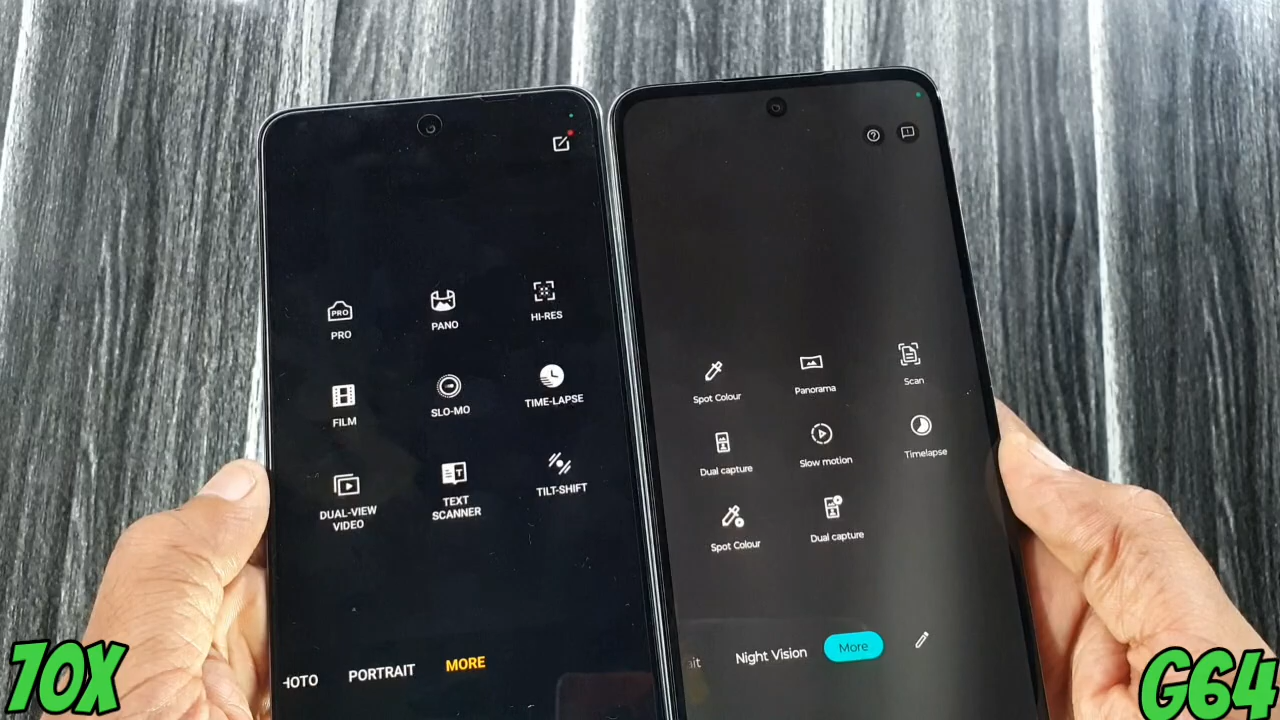 PRO
PANO
HI-RES
FILM
SLO-MO
TIME-LAPSE
DUAL-VIEW
VIDEO
TEXT
SCANNER
TILT-SHIFT
HOTO
PORTRAIT
MORE
Spot Colour
Panorama
Scan
Dual capture
Slow motion
Timelapse
Spot Colour
Dual capture
it
Night Vision
More
70X
G64